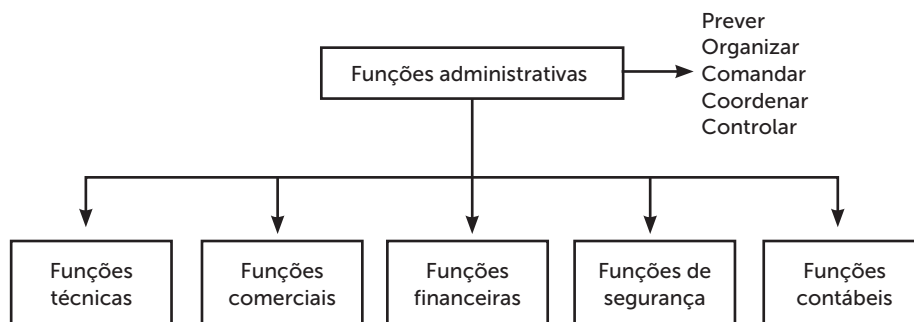 Funções administrativas
Prever
Organizar
Comandar
Coordenar
Controlar
Funções
técnicas
Funções
comerciais
Funções
financeiras
Funções de
segurança
Funções
contábeis